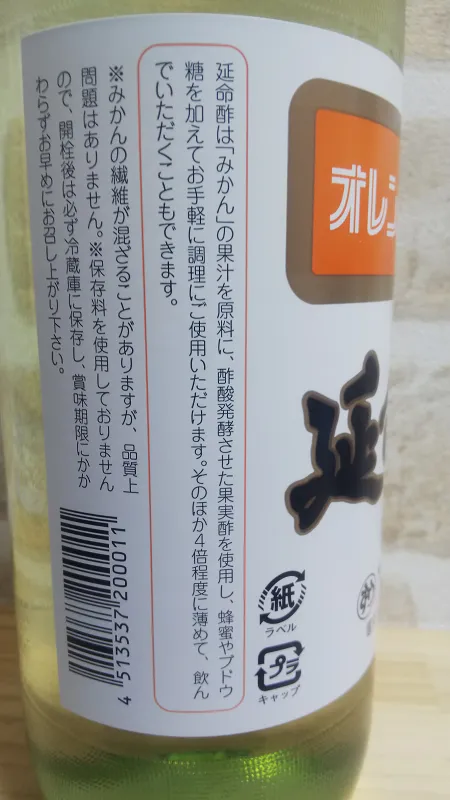 オレン
延命
延命酢は「みかん」の果汁を原料に、酢酸発酵させた果実酢を使用し、蜂蜜やブドウ
糖を加えてお手軽に調理にご使用いただけます。そのほか4倍程度に薄めて、飲ん
でいただくこともできます。
※みかんの繊維が混ざることがありますが、品質上
問題はありません。※保存料を使用しておりません
ので、開栓後は必ず冷蔵庫に保存し、賞味期限にかか
わらずお早めにお召し上がり下さい。
紙
ラベル
プラ
キャップ
4 513537 200011